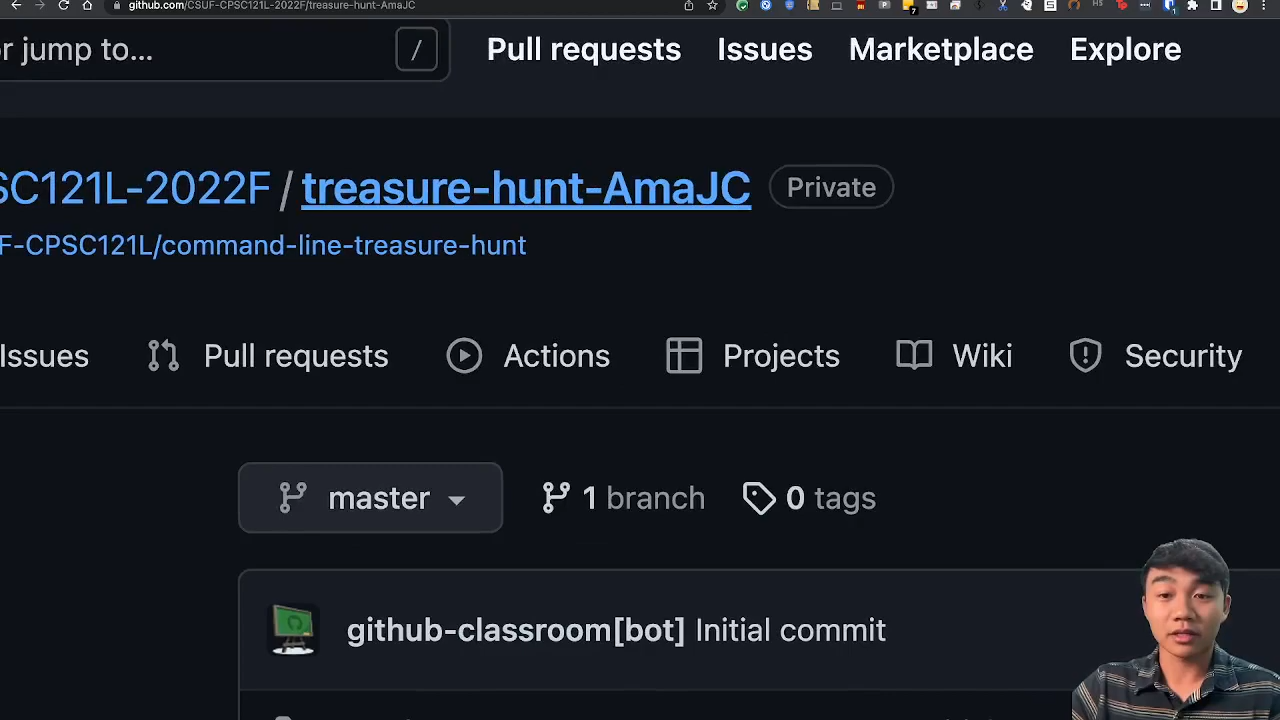 github.com/CSUF-CPSC121L-2022F/treasure-hunt-AmaJC
or jump to... / Pull requests Issues Marketplace Explore
SC121L-2022F / treasure-hunt-AmaJC Private
F-CPSC121L/command-line-treasure-hunt
Issues Pull requests Actions Projects Wiki Security
master 1 branch 0 tags
github-classroom[bot] Initial commit